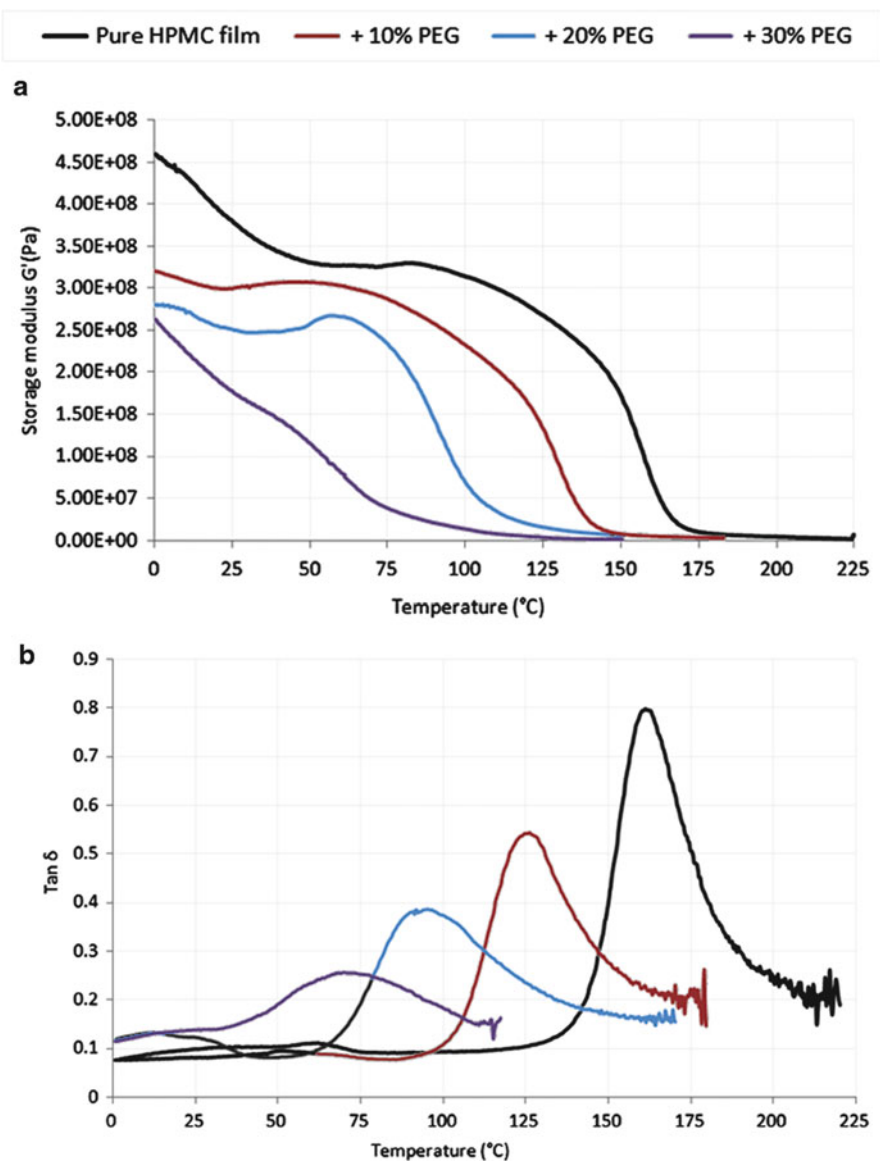 Pure HPMC film + 10% PEG + 20% PEG + 30% PEG
a
5.00E+08
4.50E+08
4.00E+08
3.50E+08
3.00E+08
2.50E+08
2.00E+08
1.50E+08
1.00E+08
5.00E+07
0.00E+00
Storage modulus G'(Pa)
0 25 50 75 100 125 150 175 200 225
Temperature (°C)
b
0.9
0.8
0.7
0.6
0.5
0.4
0.3
0.2
0.1
0
Tan δ
0 25 50 75 100 125 150 175 200 225
Temperature (°C)